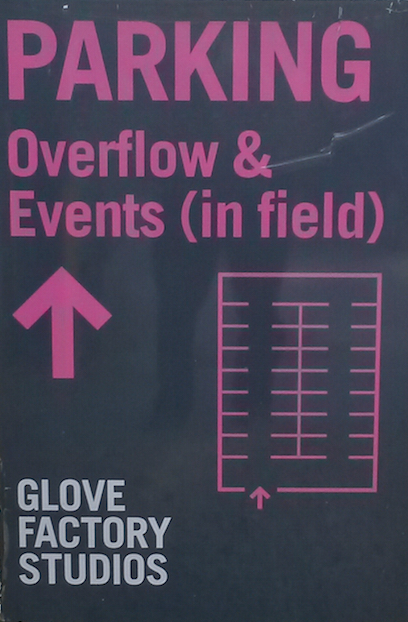 PARKING
Overflow &
Events (in field)
GLOVE
FACTORY
STUDIOS